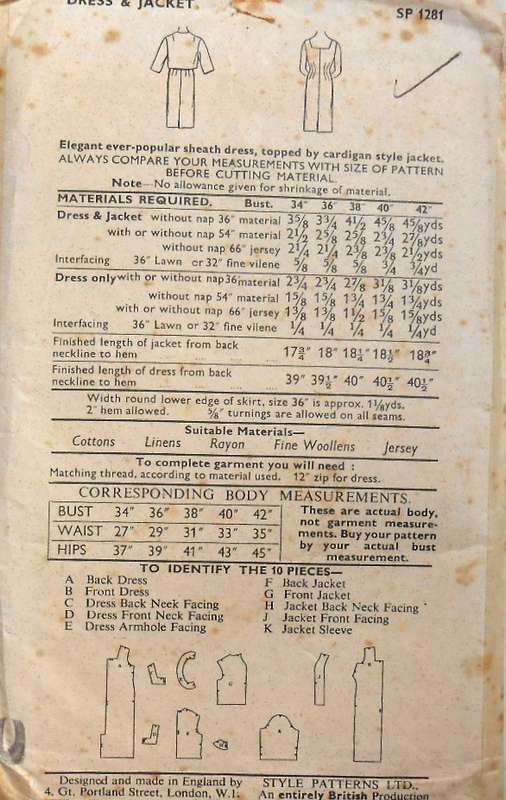 DRESS & JACKET
SP 1281
Elegant ever-popular sheath dress, topped by cardigan style jacket.
ALWAYS COMPARE YOUR MEASUREMENTS WITH SIZE OF PATTERN
BEFORE CUTTING MATERIAL.
Note—No allowance given for shrinkage of material.
MATERIALS REQUIRED. Bust. 34" 36" 38" 40" 42"
Dress & Jacket without nap 36" material 3⅝ 3¾ 4½ 4⅝ 4⅝yds
with or without nap 54" material 2½ 2⅝ 2⅝ 2¾ 2⅞yds
without nap 66" jersey 2¼ 2¼ 2⅜ 2⅜ 2½yds
Interfacing 36" Lawn or 32" fine vilene ⅝ ⅝ ⅝ ¾ ¾yd
Dress only with or without nap 36 material 2¾ 2¾ 2⅞ 3⅛ 3⅛yds
without nap 54" material 1⅝ 1⅝ 1¾ 1¾ 1¾yds
with or without nap 66" jersey 1⅜ 1⅜ 1½ 1⅝ 1⅝yds
Interfacing 36" Lawn or 32" fine vilene ¼ ¼ ¼ ¼ ¼yd
Finished length of jacket from back
neckline to hem .... .... 17¾" 18" 18¼" 18½" 18¾"
Finished length of dress from back
neckline to hem .... .... 39" 39½" 40" 40½" 40½"
Width round lower edge of skirt, size 36" is approx. 1⅛yds.
2" hem allowed. ⅝" turnings are allowed on all seams.
Suitable Materials—
Cottons Linens Rayon Fine Woollens Jersey
To complete garment you will need :
Matching thread, according to material used. 12" zip for dress.
CORRESPONDING BODY MEASUREMENTS.
BUST 34" 36" 38" 40" 42"
WAIST 27" 29" 31" 33" 35"
HIPS 37" 39" 41" 43" 45"
These are actual body,
not garment measure-
ments. Buy your pattern
by your actual bust
measurement.
TO IDENTIFY THE 10 PIECES—
A Back Dress
B Front Dress
C Dress Back Neck Facing
D Dress Front Neck Facing
E Dress Armhole Facing
F Back Jacket
G Front Jacket
H Jacket Back Neck Facing
J Jacket Front Facing
K Jacket Sleeve
Designed and made in England by
4, Gt. Portland Street, London, W.1.
STYLE PATTERNS LTD.,
An entirely British Production